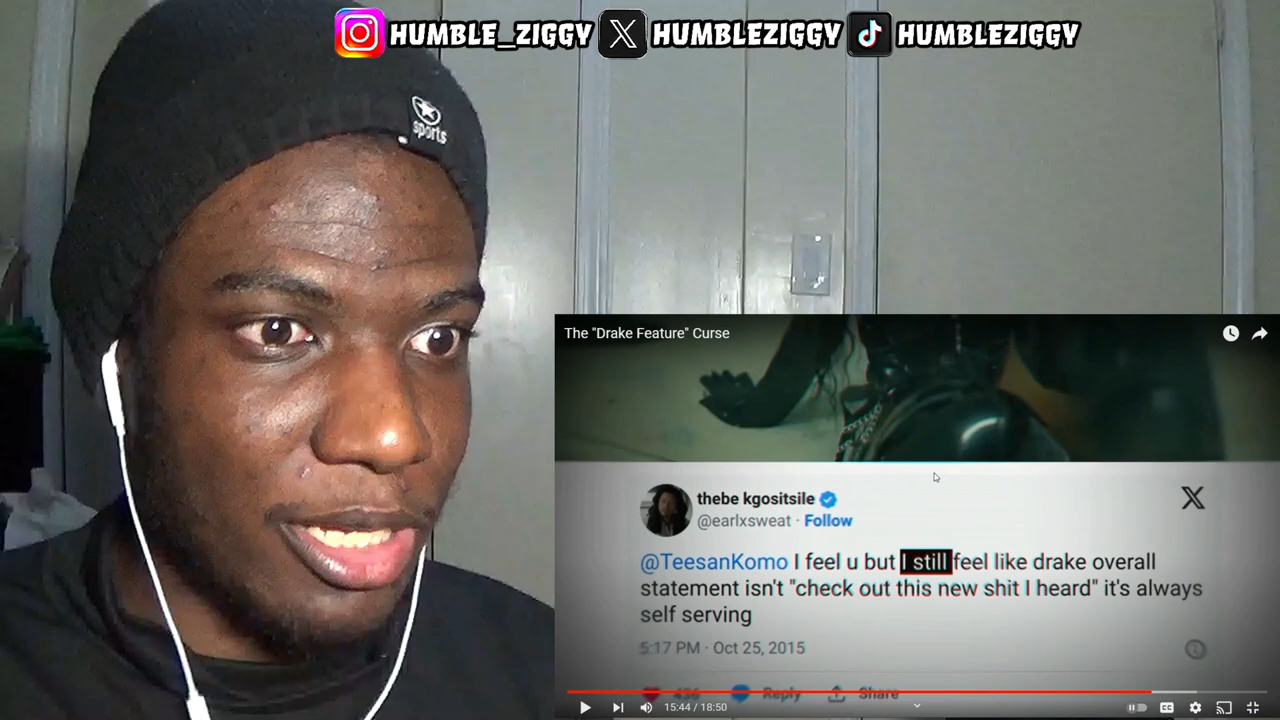 HUMBLE_ZIGGY HUMBLEZIGGY HUMBLEZIGGY
sports
The "Drake Feature" Curse
thebe kgositsile
@earlxsweat · Follow
@TeesanKomo I feel u but I still feel like drake overall
statement isn't "check out this new shit I heard" it's always
self serving
5:17 PM · Oct 25, 2015
456 Reply Share
15:44 / 18:50